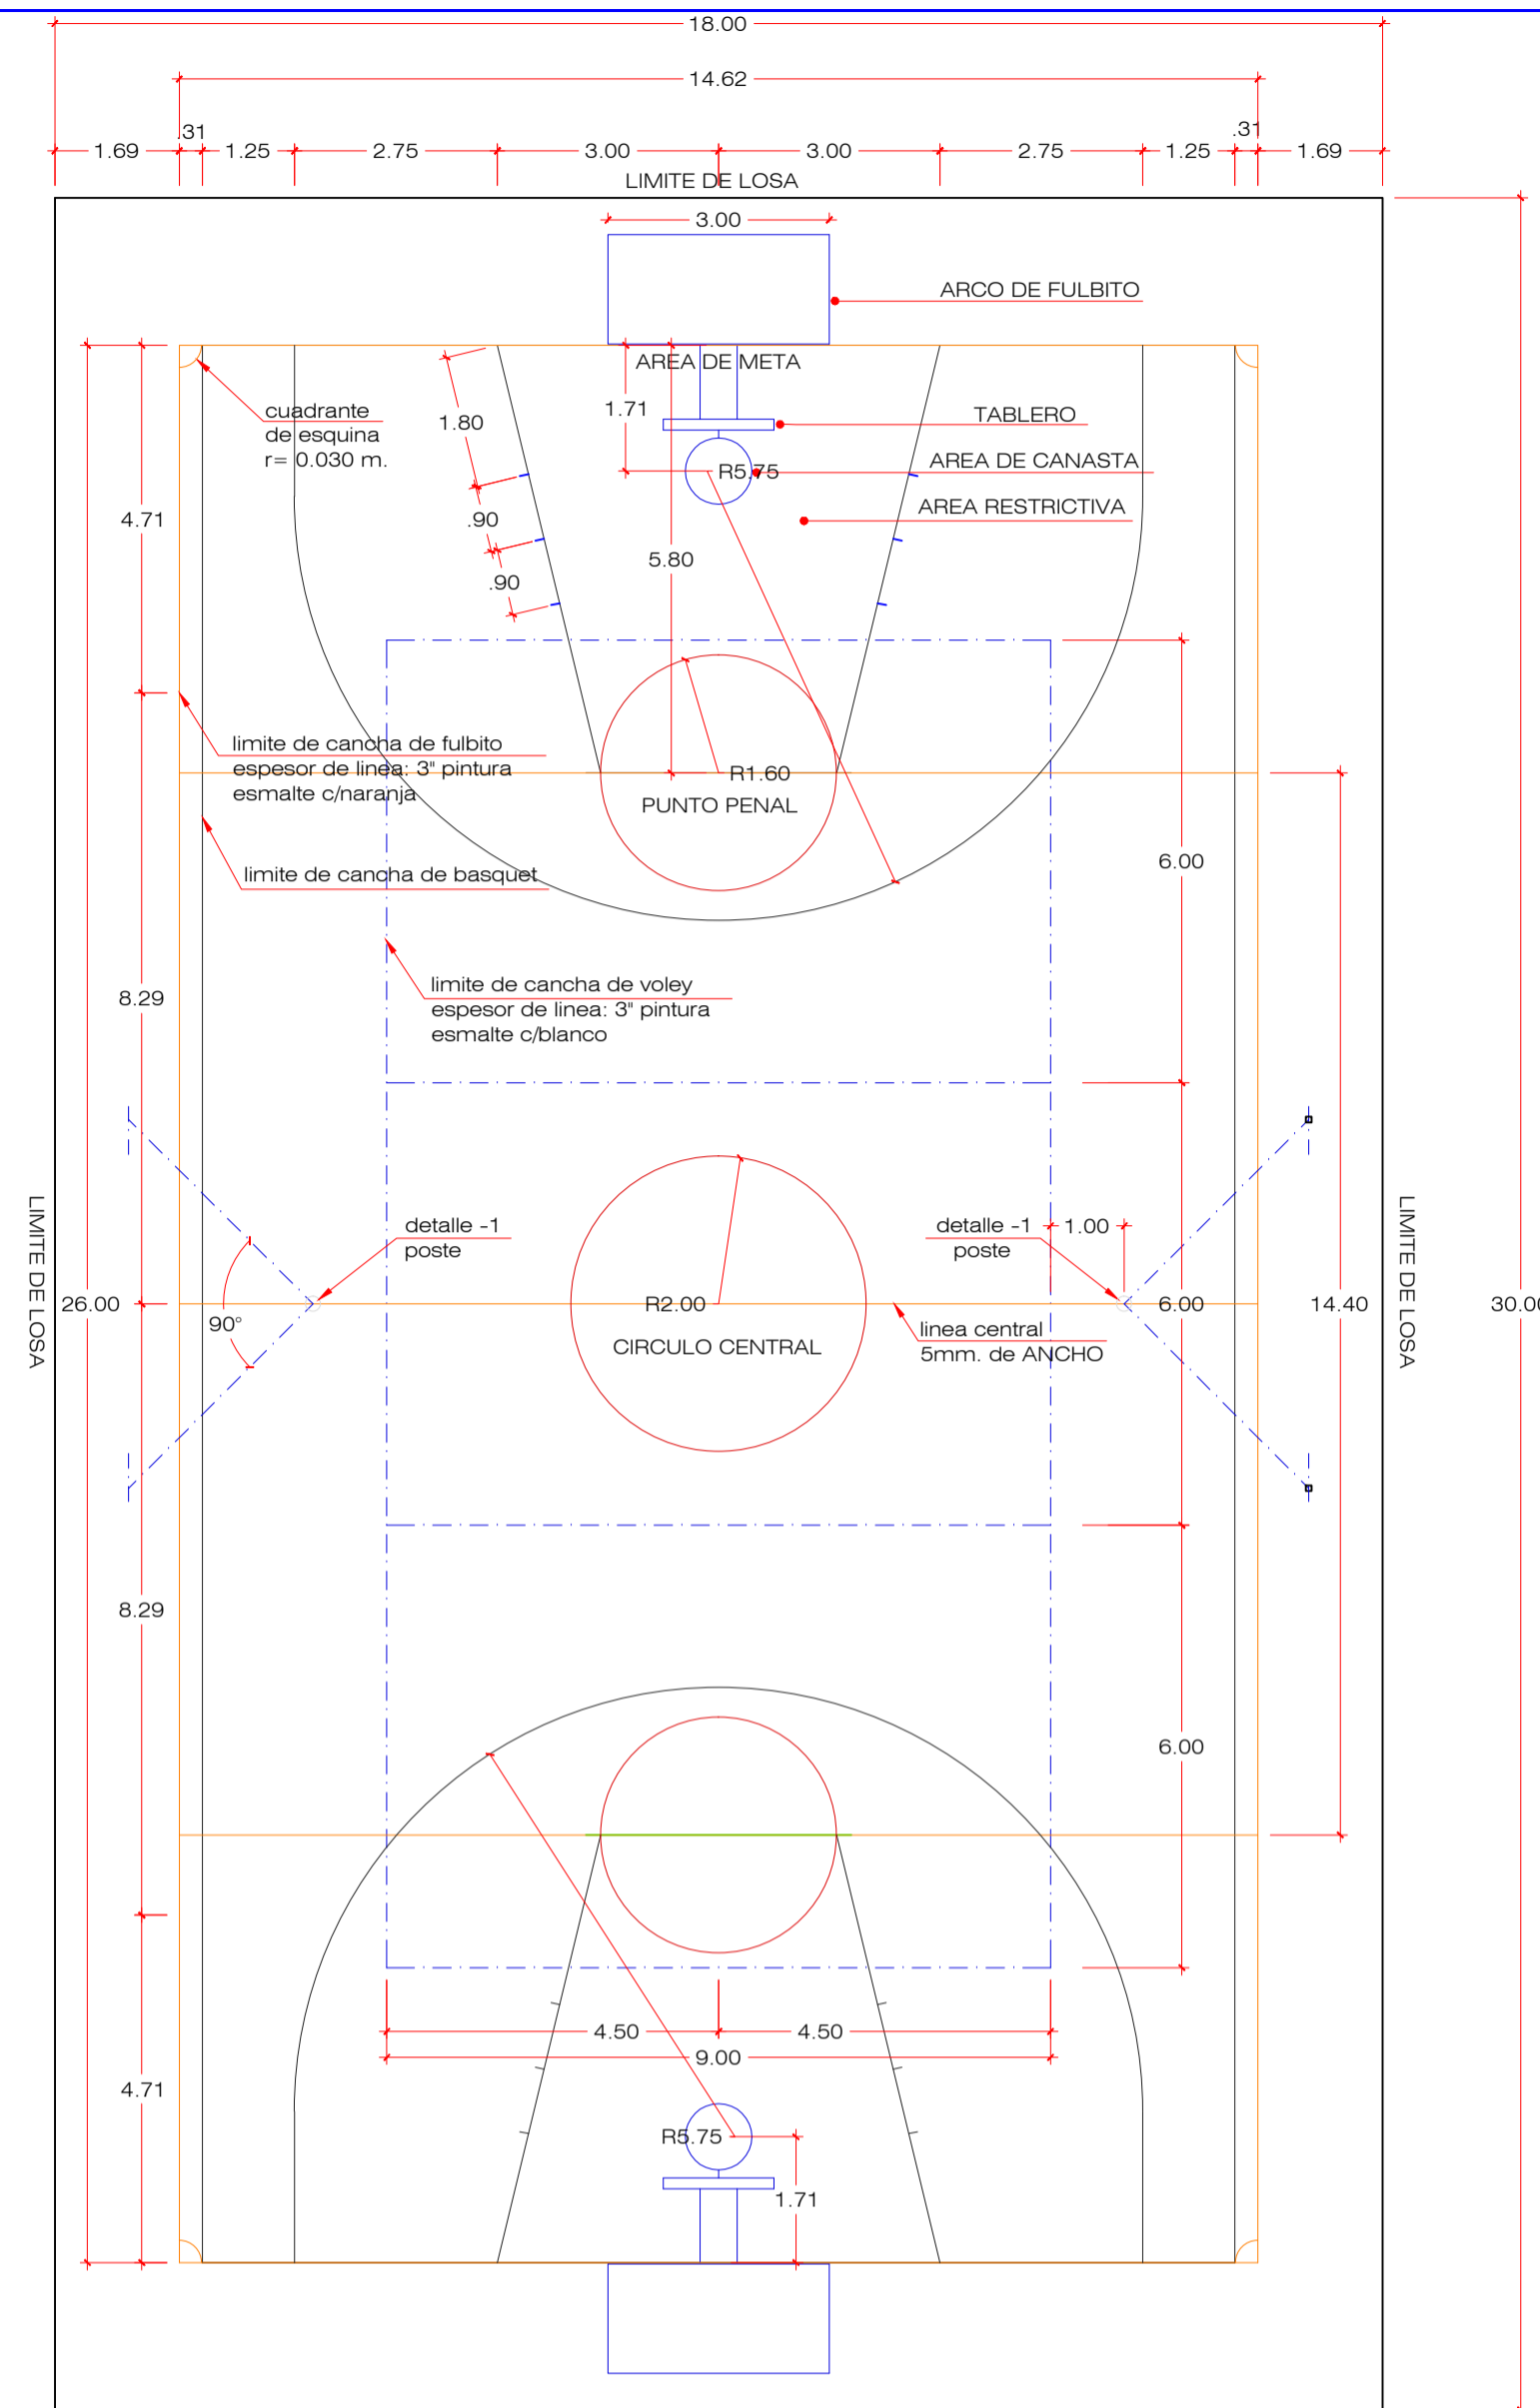 18.00
14.62
.31
.31
1.69
1.25
2.75
3.00
3.00
2.75
1.25
1.69
LIMITE DE LOSA
3.00
ARCO DE FULBITO
AREA DE META
cuadrante
de esquina
r= 0.030 m.
1.80
1.71
TABLERO
R5.75
AREA DE CANASTA
AREA RESTRICTIVA
4.71
.90
5.80
.90
limite de cancha de fulbito
espesor de linea: 3" pintura
esmalte c/naranja
R1.60
PUNTO PENAL
limite de cancha de basquet
6.00
8.29
limite de cancha de voley
espesor de linea: 3" pintura
esmalte c/blanco
LIMITE DE LOSA
detalle -1
poste
detalle -1
poste
1.00
LIMITE DE LOSA
26.00
90°
R2.00
CIRCULO CENTRAL
linea central
5mm. de ANCHO
6.00
14.40
30.00
8.29
6.00
4.50
4.50
9.00
4.71
R5.75
1.71